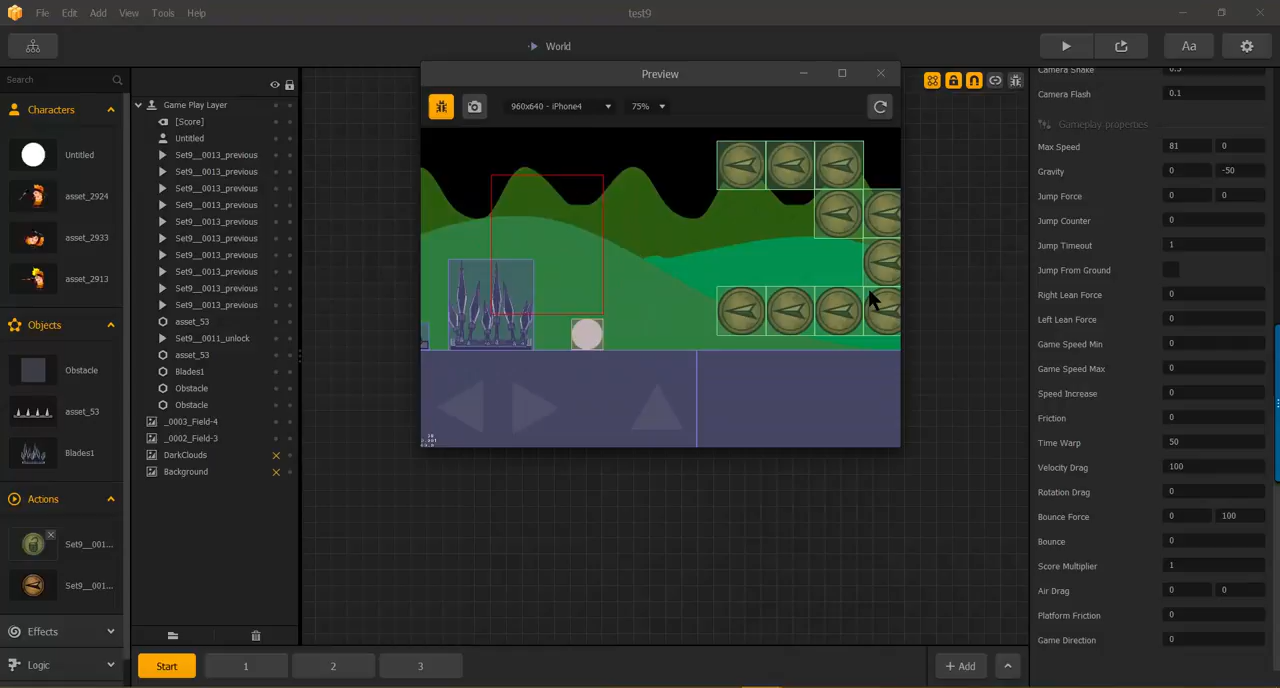 File Edit Add View Tools Help
test9
World
Aa
Search
Characters
Untitled
asset_2924
asset_2933
asset_2913
Objects
Obstacle
asset_53
Blades1
Actions
Set9__001...
Set9__001...
Effects
Logic
Game Play Layer
[Score]
Untitled
Set9__0013_previous
Set9__0013_previous
Set9__0013_previous
Set9__0013_previous
Set9__0013_previous
Set9__0013_previous
Set9__0013_previous
Set9__0013_previous
Set9__0013_previous
Set9__0013_previous
asset_53
Set9__0011_unlock
asset_53
Blades1
Obstacle
Obstacle
_0003_Field-4
_0002_Field-3
DarkClouds
Background
Preview
960x640 - iPhone4
75%
Start
1
2
3
+ Add
Camera Shake 0.5
Camera Flash 0.1
Gameplay properties
Max Speed 81 0
Gravity 0 -50
Jump Force 0 0
Jump Counter 0
Jump Timeout 1
Jump From Ground
Right Lean Force 0
Left Lean Force 0
Game Speed Min 0
Game Speed Max 0
Speed Increase 0
Friction 0
Time Warp 50
Velocity Drag 100
Rotation Drag 0
Bounce Force 0 100
Bounce 0
Score Multiplier 1
Air Drag 0 0
Platform Friction 0
Game Direction 0